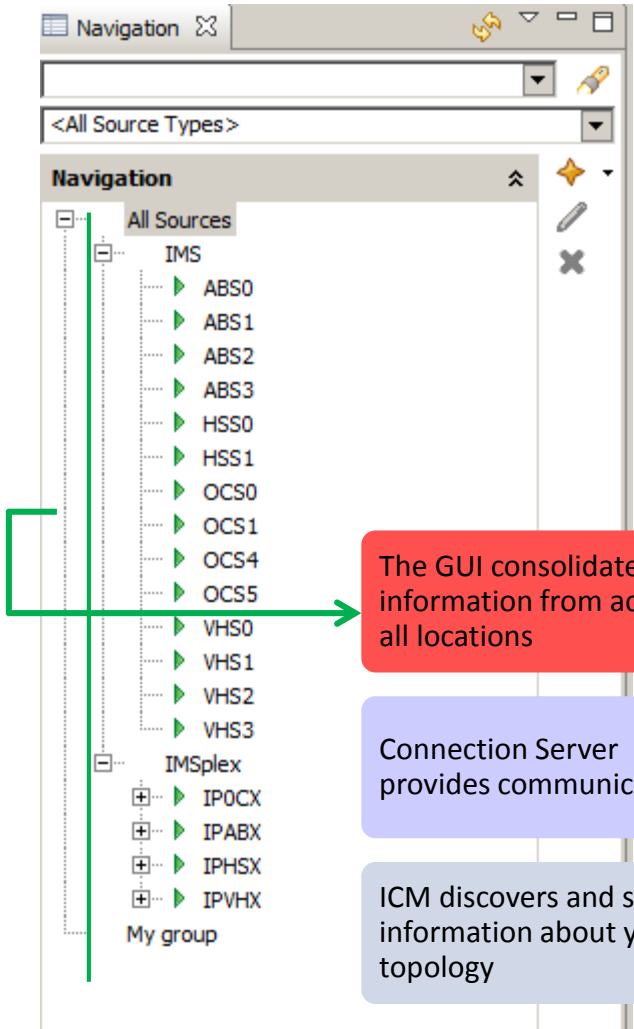 Navigation
<All Source Types>
Navigation
All Sources
IMS
ABS0
ABS1
ABS2
ABS3
HSS0
HSS1
OCS0
OCS1
OCS4
OCS5
VHS0
VHS1
VHS2
VHS3
IMSplex
IP0CX
IPABX
IPHSX
IPVHX
My group
The GUI consolidate
information from ac
all locations
Connection Server
provides communic
ICM discovers and s
information about y
topology